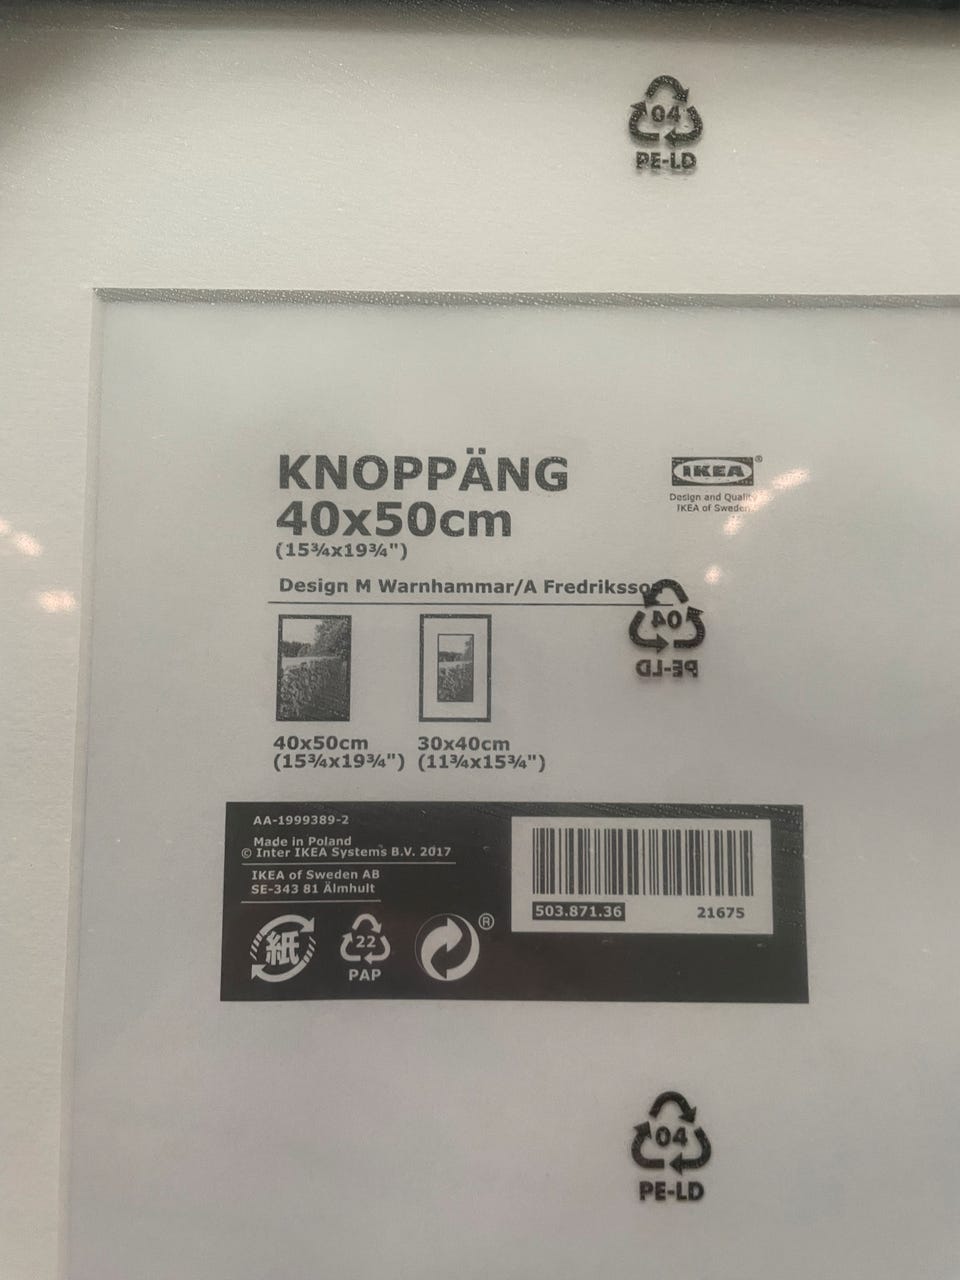 04
PE-LD
KNOPPÄNG
40x50cm
(15¾x19¾")
IKEA®
Design and Quality
IKEA of Sweden
Design M Warnhammar/A Fredriksson
04
PE-LD
40x50cm
(15¾x19¾")
30x40cm
(11¾x15¾")
AA-1999389-2
Made in Poland
© Inter IKEA Systems B.V. 2017
IKEA of Sweden AB
SE-343 81 Älmhult
紙
22
PAP
®
503.871.36
21675
04
PE-LD